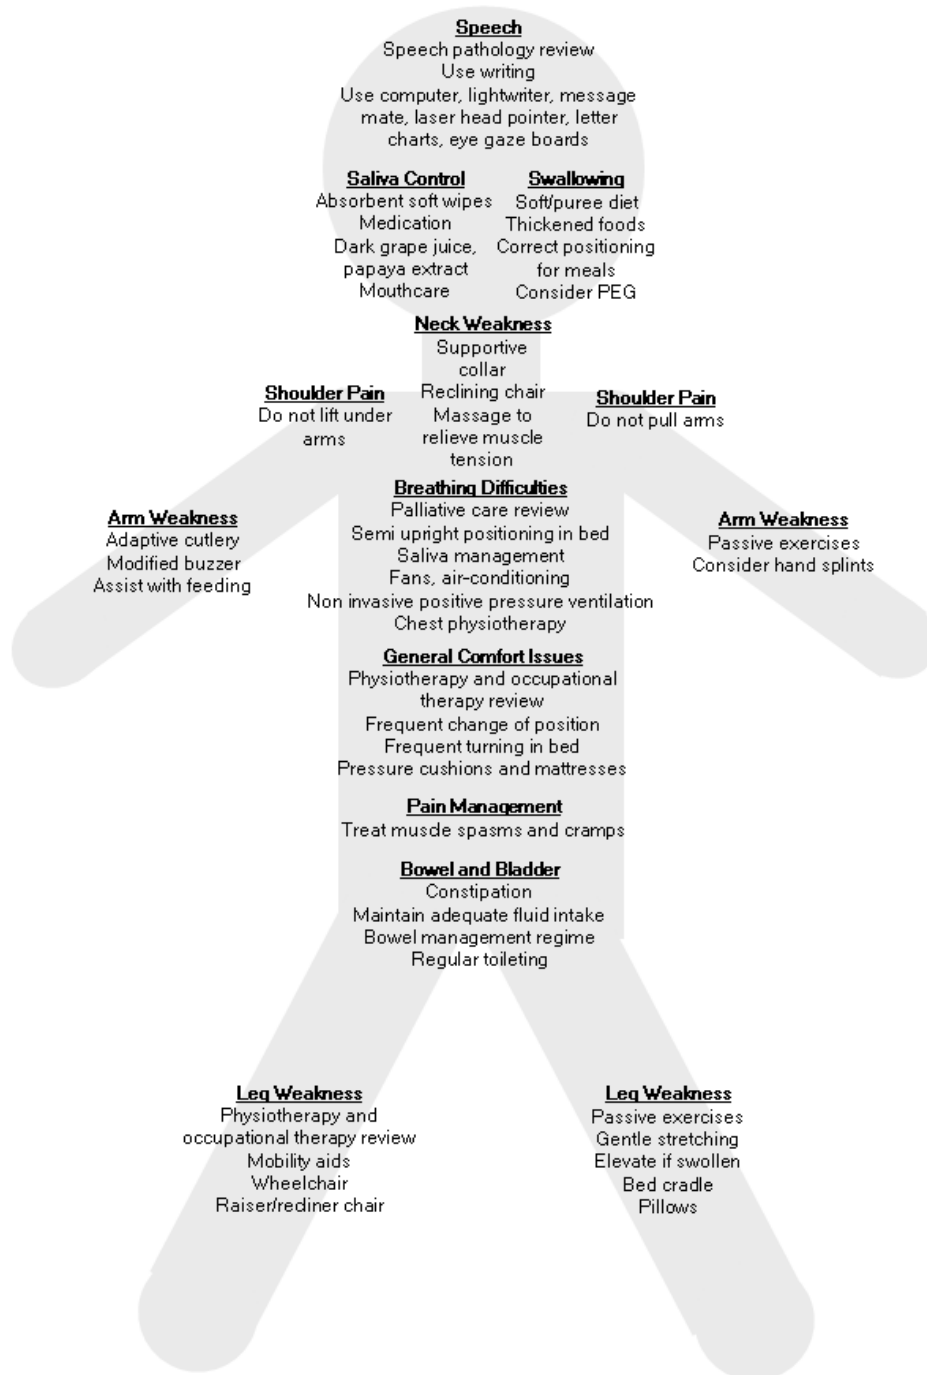 Speech
Speech pathology review
Use writing
Use computer, lightwriter, message
mate, laser head pointer, letter
charts, eye gaze boards
Saliva Control
Absorbent soft wipes
Medication
Dark grape juice,
papaya extract
Mouthcare
Swallowing
Soft/puree diet
Thickened foods
Correct positioning
for meals
Consider PEG
Neck Weakness
Supportive
collar
Reclining chair
Massage to
relieve muscle
tension
Shoulder Pain
Do not lift under
arms
Shoulder Pain
Do not pull arms
Breathing Difficulties
Palliative care review
Semi upright positioning in bed
Saliva management
Fans, air-conditioning
Non invasive positive pressure ventilation
Chest physiotherapy
Arm Weakness
Adaptive cutlery
Modified buzzer
Assist with feeding
Arm Weakness
Passive exercises
Consider hand splints
General Comfort Issues
Physiotherapy and occupational
therapy review
Frequent change of position
Frequent turning in bed
Pressure cushions and mattresses
Pain Management
Treat muscle spasms and cramps
Bowel and Bladder
Constipation
Maintain adequate fluid intake
Bowel management regime
Regular toileting
Leg Weakness
Physiotherapy and
occupational therapy review
Mobility aids
Wheelchair
Raiser/recliner chair
Leg Weakness
Passive exercises
Gentle stretching
Elevate if swollen
Bed cradle
Pillows